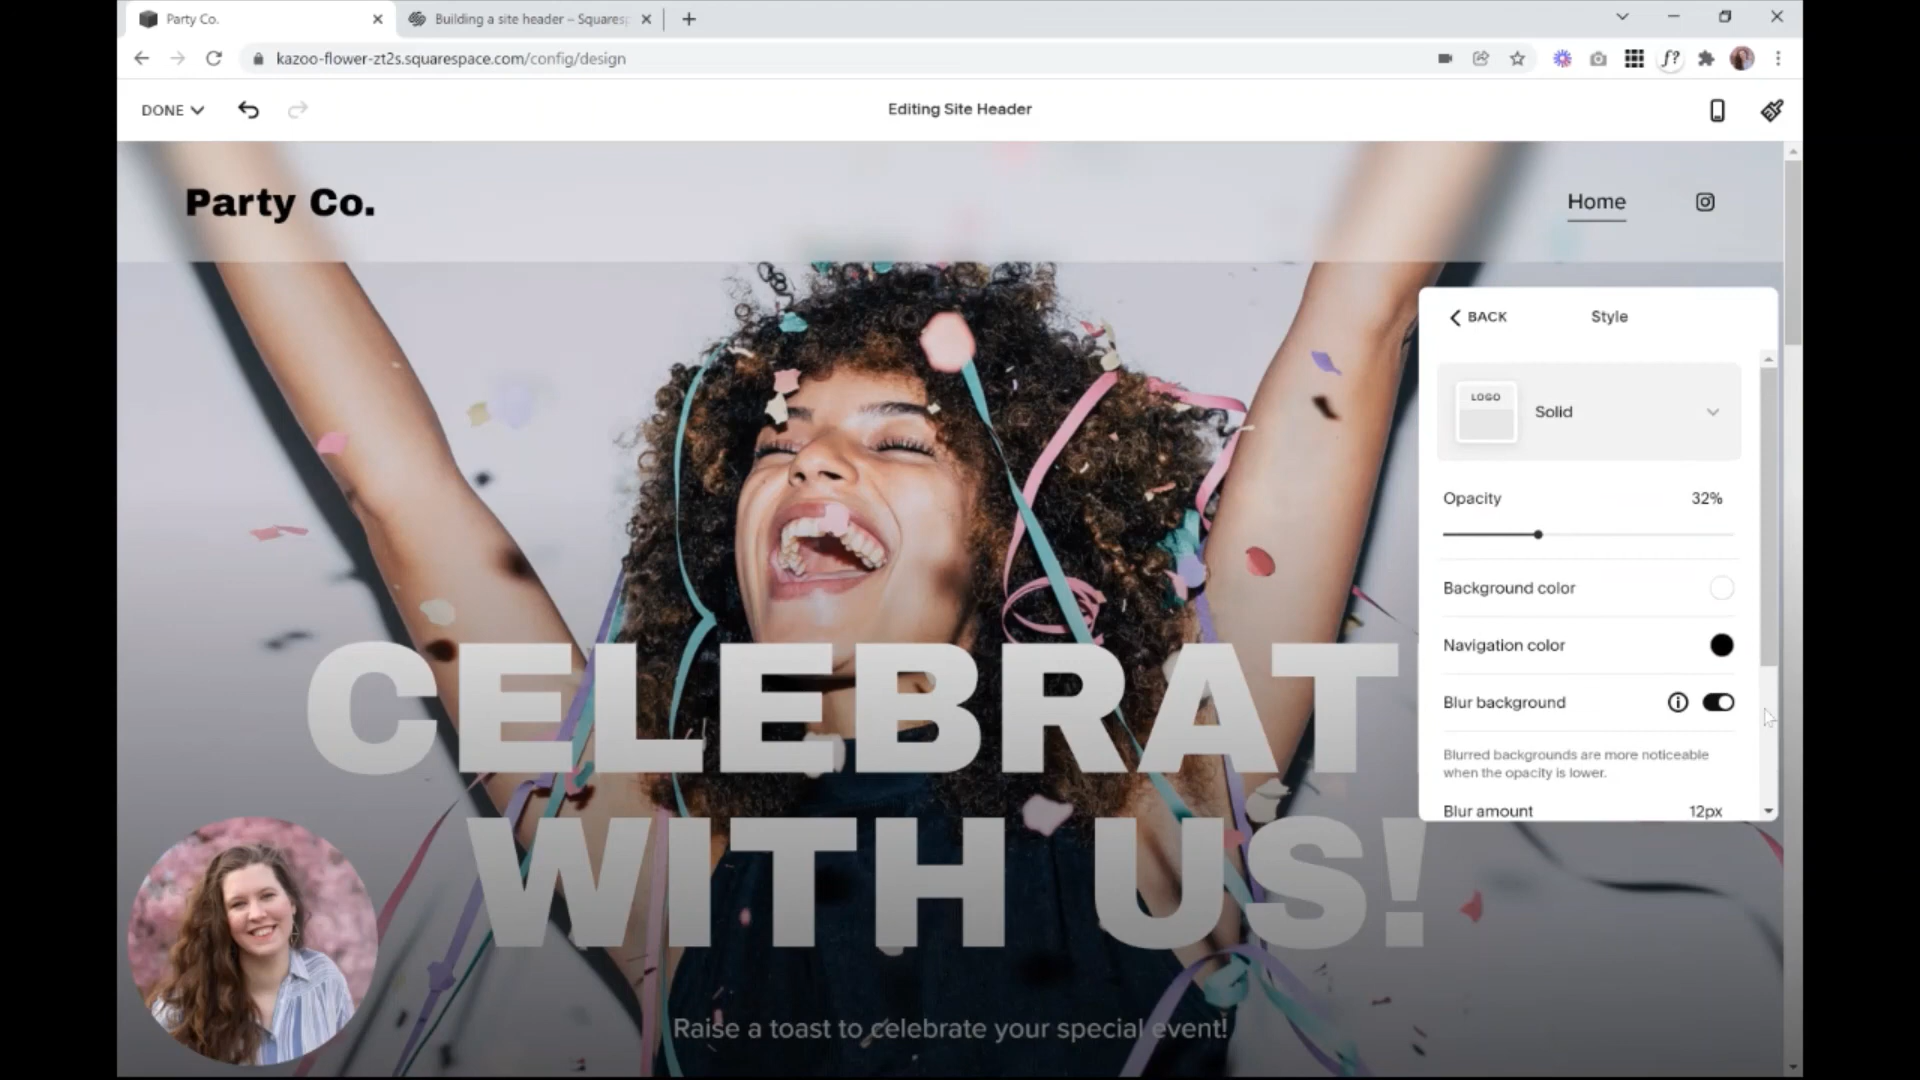 Party Co.
Building a site header – Squares
kazoo-flower-zt2s.squarespace.com/config/design
f?
DONE
Editing Site Header
Party Co.
Home
BACK
Style
LOGO
Solid
Opacity
32%
Background color
Navigation color
Blur background
Blurred backgrounds are more noticeable
when the opacity is lower.
Blur amount
12px
CELEBRAT
WITH US!
Raise a toast to celebrate your special event!